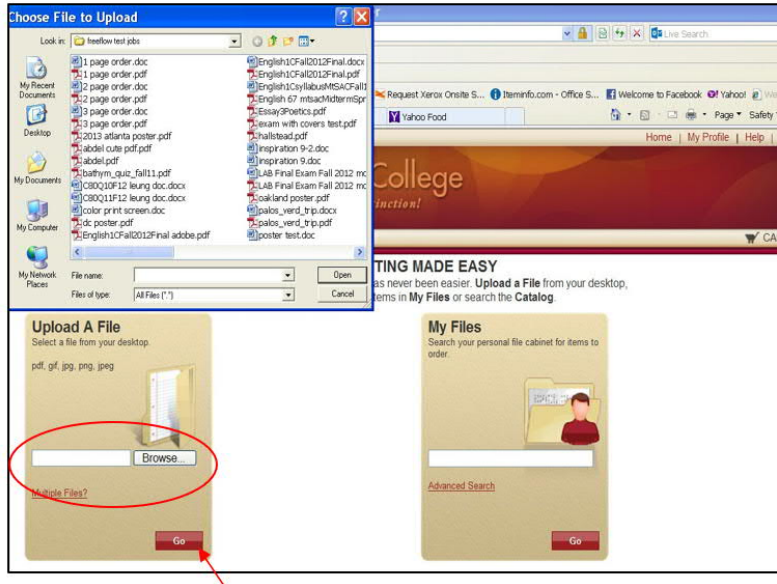 Choose File to Upload
Look in: freeflow test jobs
My Recent Documents
Desktop
My Documents
My Computer
My Network Places
1 page order.doc
1 page order.pdf
2 page order.doc
2 page order.pdf
3 page order.doc
3 page order.pdf
2013 atlanta poster.pdf
abdel cute pdf.pdf
abdel.pdf
bathym_quiz_fall11.pdf
C80Q10F12 leung doc.docx
C80Q11F12 leung doc.docx
color print screen.doc
dc poster.pdf
English1CFall2012Final adobe.pdf
English1CFall2012Final.docx
English1CFall2012Final.pdf
English1CsyllabusMtSACFall1
English 67 mtsacMidtermSpr
Essay3Poetics.pdf
exam with covers test.pdf
hallstead.pdf
inspiration 9-2.doc
inspiration 9.doc
LAB Final Exam Fall 2012 mo
LAB Final Exam Fall 2012 mo
oakland poster.pdf
palos_verd_trip.docx
palos_verd_trip.pdf
poster test.doc
File name:
Open
Files of type: All Files (*.*)
Cancel
Live Search
Request Xerox Onsite S... Iteminfo.com - Office S... Welcome to Facebook Yahoo!
Yahoo Food
Page Safety
Home | My Profile | Help |
College
inction!
CA
TING MADE EASY
as never been easier. Upload a File from your desktop,
tems in My Files or search the Catalog.
Upload A File
Select a file from your desktop.
pdf, gif, jpg, png, jpeg
Browse...
Multiple Files?
Go
My Files
Search your personal file cabinet for items to
order.
Advanced Search
Go